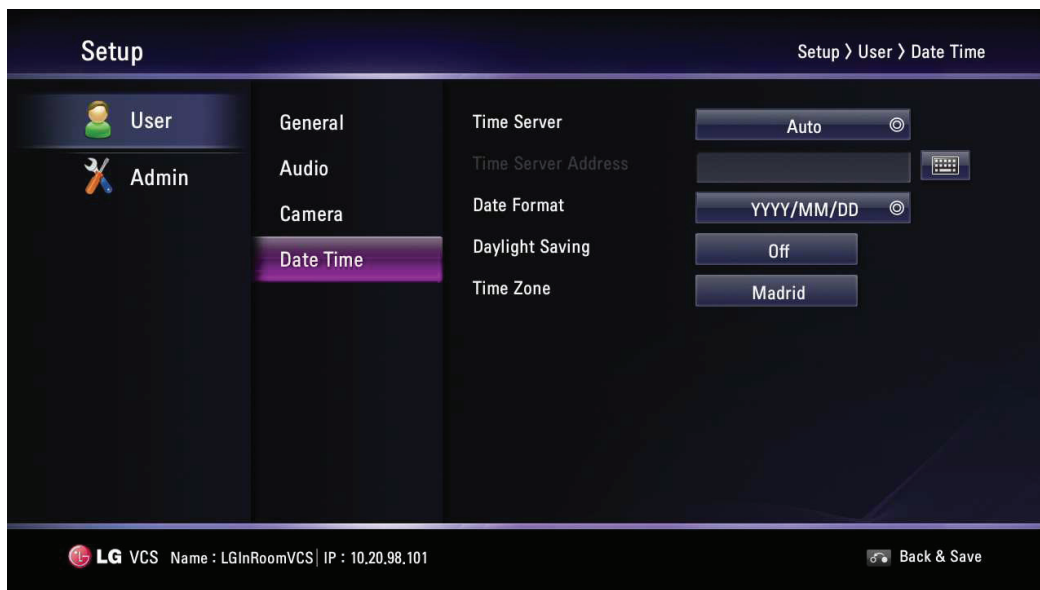 Setup
Setup > User > Date Time
User
Admin
General
Audio
Camera
Date Time
Time Server Auto
Time Server Address
Date Format YYYY/MM/DD
Daylight Saving Off
Time Zone Madrid
LG VCS Name : LGInRoomVCS| IP : 10.20.98.101
Back & Save